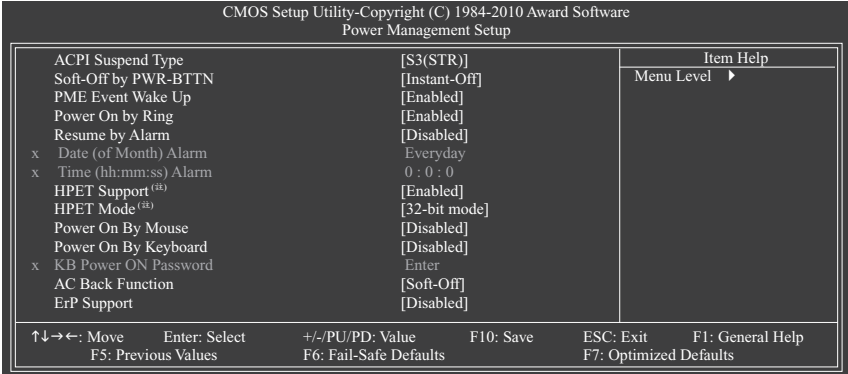 CMOS Setup Utility-Copyright (C) 1984-2010 Award Software
Power Management Setup
ACPI Suspend Type [S3(STR)]
Soft-Off by PWR-BTTN [Instant-Off]
PME Event Wake Up [Enabled]
Power On by Ring [Enabled]
Resume by Alarm [Disabled]
x Date (of Month) Alarm Everyday
x Time (hh:mm:ss) Alarm 0 : 0 : 0
HPET Support (註) [Enabled]
HPET Mode (註) [32-bit mode]
Power On By Mouse [Disabled]
Power On By Keyboard [Disabled]
x KB Power ON Password Enter
AC Back Function [Soft-Off]
ErP Support [Disabled]
Item Help
Menu Level ▶
↑↓→←: Move Enter: Select +/-/PU/PD: Value F10: Save ESC: Exit F1: General Help
F5: Previous Values F6: Fail-Safe Defaults F7: Optimized Defaults